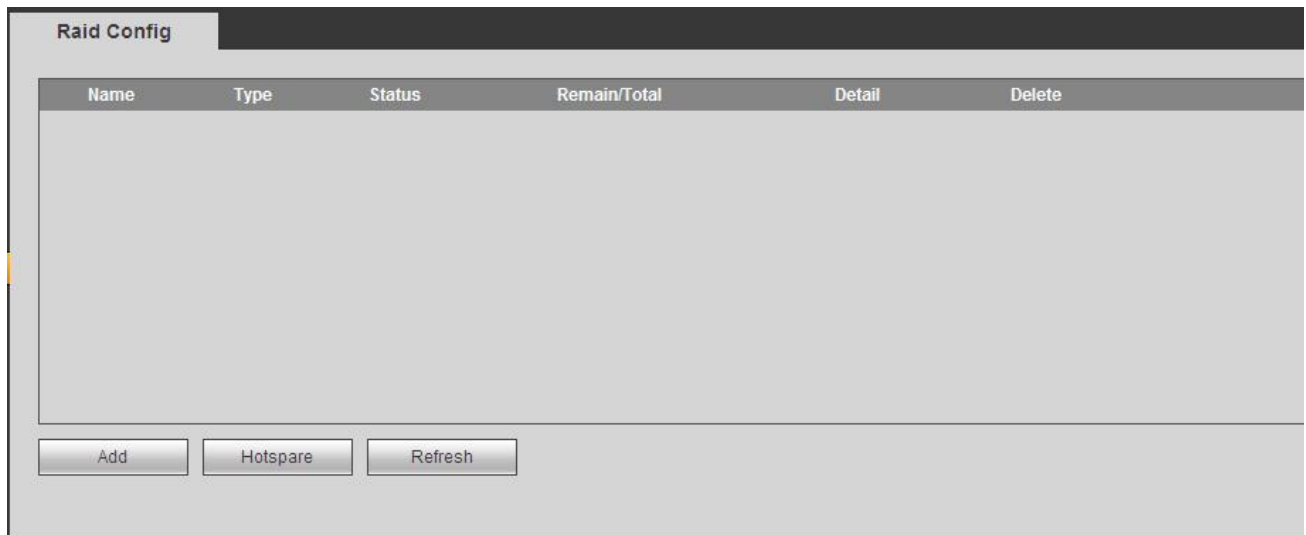 Raid Config
Name Type Status Remain/Total Detail Delete
Add Hotspare Refresh